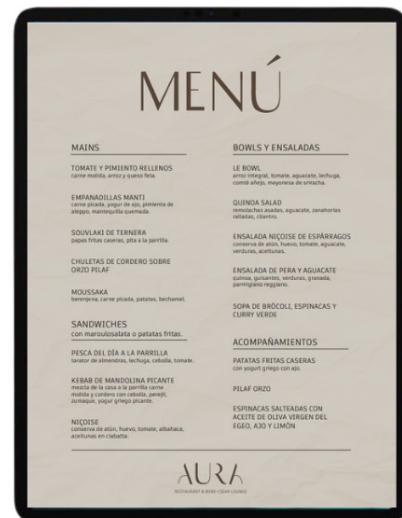 MENÚ
MAINS
TOMATE Y PIMIENTO RELLENOS
carne molida, arroz y queso feta.
EMPANADILLAS MANTI
carne picada, yogur de ajo, pimienta de
aleppo, mantequilla quemada.
SOUVLAKI DE TERNERA
papas fritas caseras, pita a la parrilla.
CHULETAS DE CORDERO SOBRE
ORZO PILAF
MOUSSAKA
berenjena, carne picada, patatas, bechamel.
SANDWICHES
con marouslosalata o patatas fritas.
PESCA DEL DÍA A LA PARRILLA
tarator de almendras, lechuga, cebolla, tomate.
KEBAB DE MANDOLINA PICANTE
mezcla de la casa a la parrilla carne
molida y cordero con cebolla, perejil,
zumaque, yogur griego picante.
NIÇOISE
conserva de atún, huevo, tomate, albahaca,
aceitunas en ciabatta.
BOWLS Y ENSALADAS
LE BOWL
arroz integral, tomate, aguacate, lechuga,
comté añejo, mayonesa de sriracha.
QUINOA SALAD
remolachas asadas, aguacate, zanahorias
ralladas, cilantro.
ENSALADA NIÇOISE DE ESPÁRRAGOS
conserva de atún, huevo, tomate, aguacate,
verduras, aceitunas.
ENSALADA DE PERA Y AGUACATE
quinoa, guisantes, verduras, granada,
parmigiano reggiano.
SOPA DE BRÓCOLI, ESPINACAS Y
CURRY VERDE
ACOMPAÑAMIENTOS
PATATAS FRITAS CASERAS
con yogurt griego con ajo.
PILAF ORZO
ESPINACAS SALTEADAS CON
ACEITE DE OLIVA VIRGEN DEL
EGEO, AJO Y LIMÓN
AURA